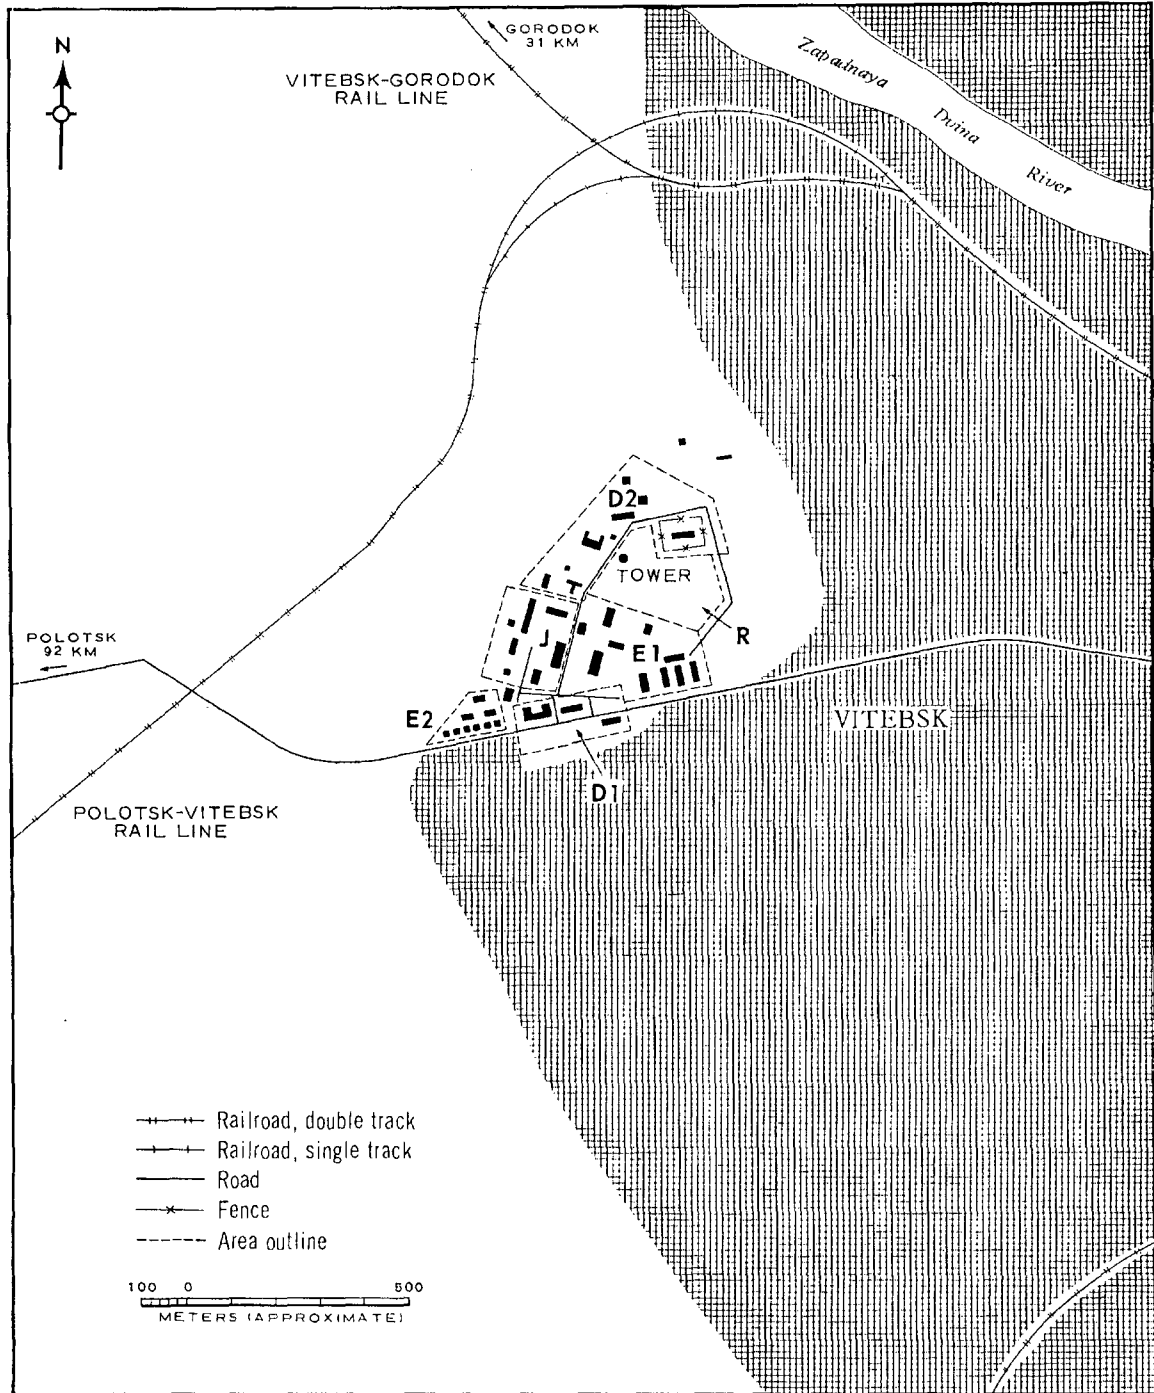 N
GORODOK
31 KM
VITEBSK-GORODOK
RAIL LINE
Zapadnaya
Dvina
River
D2
TOWER
R
J
E1
POLOTSK
92 KM
E2
VITEBSK
D1
POLOTSK-VITEBSK
RAIL LINE
Railroad, double track
Railroad, single track
Road
Fence
Area outline
100 0 500
METERS (APPROXIMATE)